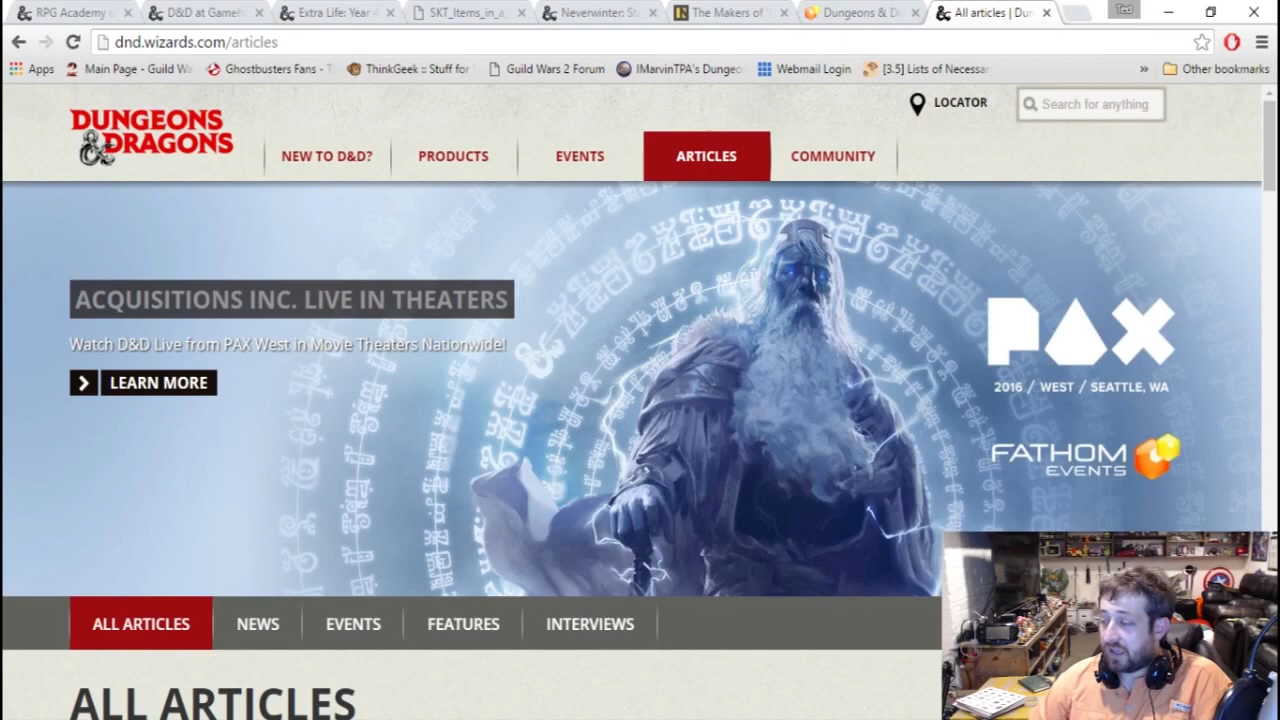 RPG Academy
D&D at Gameh
Extra Life: Year
SKT_Items_in_a
Neverwinter: St
The Makers of
Dungeons & D
All articles | Dun
Ted
dnd.wizards.com/articles
Apps
Main Page - Guild Wa
Ghostbusters Fans - T
ThinkGeek :: Stuff for
Guild Wars 2 Forum
IMarvinTPA's Dungeo
Webmail Login
[3.5] Lists of Necessar
»
Other bookmarks
DUNGEONS
& DRAGONS
LOCATOR
Search for anything
NEW TO D&D?
PRODUCTS
EVENTS
ARTICLES
COMMUNITY
ACQUISITIONS INC. LIVE IN THEATERS
Watch D&D Live from PAX West in Movie Theaters Nationwide!
LEARN MORE
PAX
2016 / WEST / SEATTLE, WA
FATHOM
EVENTS
ALL ARTICLES
NEWS
EVENTS
FEATURES
INTERVIEWS
ALL ARTICLES